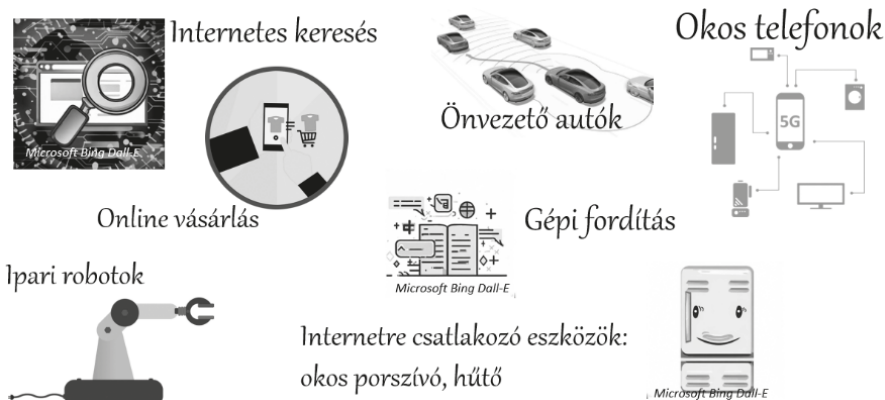 Internetes keresés
Önvezető autók
Okos telefonok
5G
Microsoft Bing Dall-E
Online vásárlás
Gépi fordítás
Microsoft Bing Dall-E
Ipari robotok
Internetre csatlakozó eszközök:
okos porszívó, hűtő
Microsoft Bing Dall-E